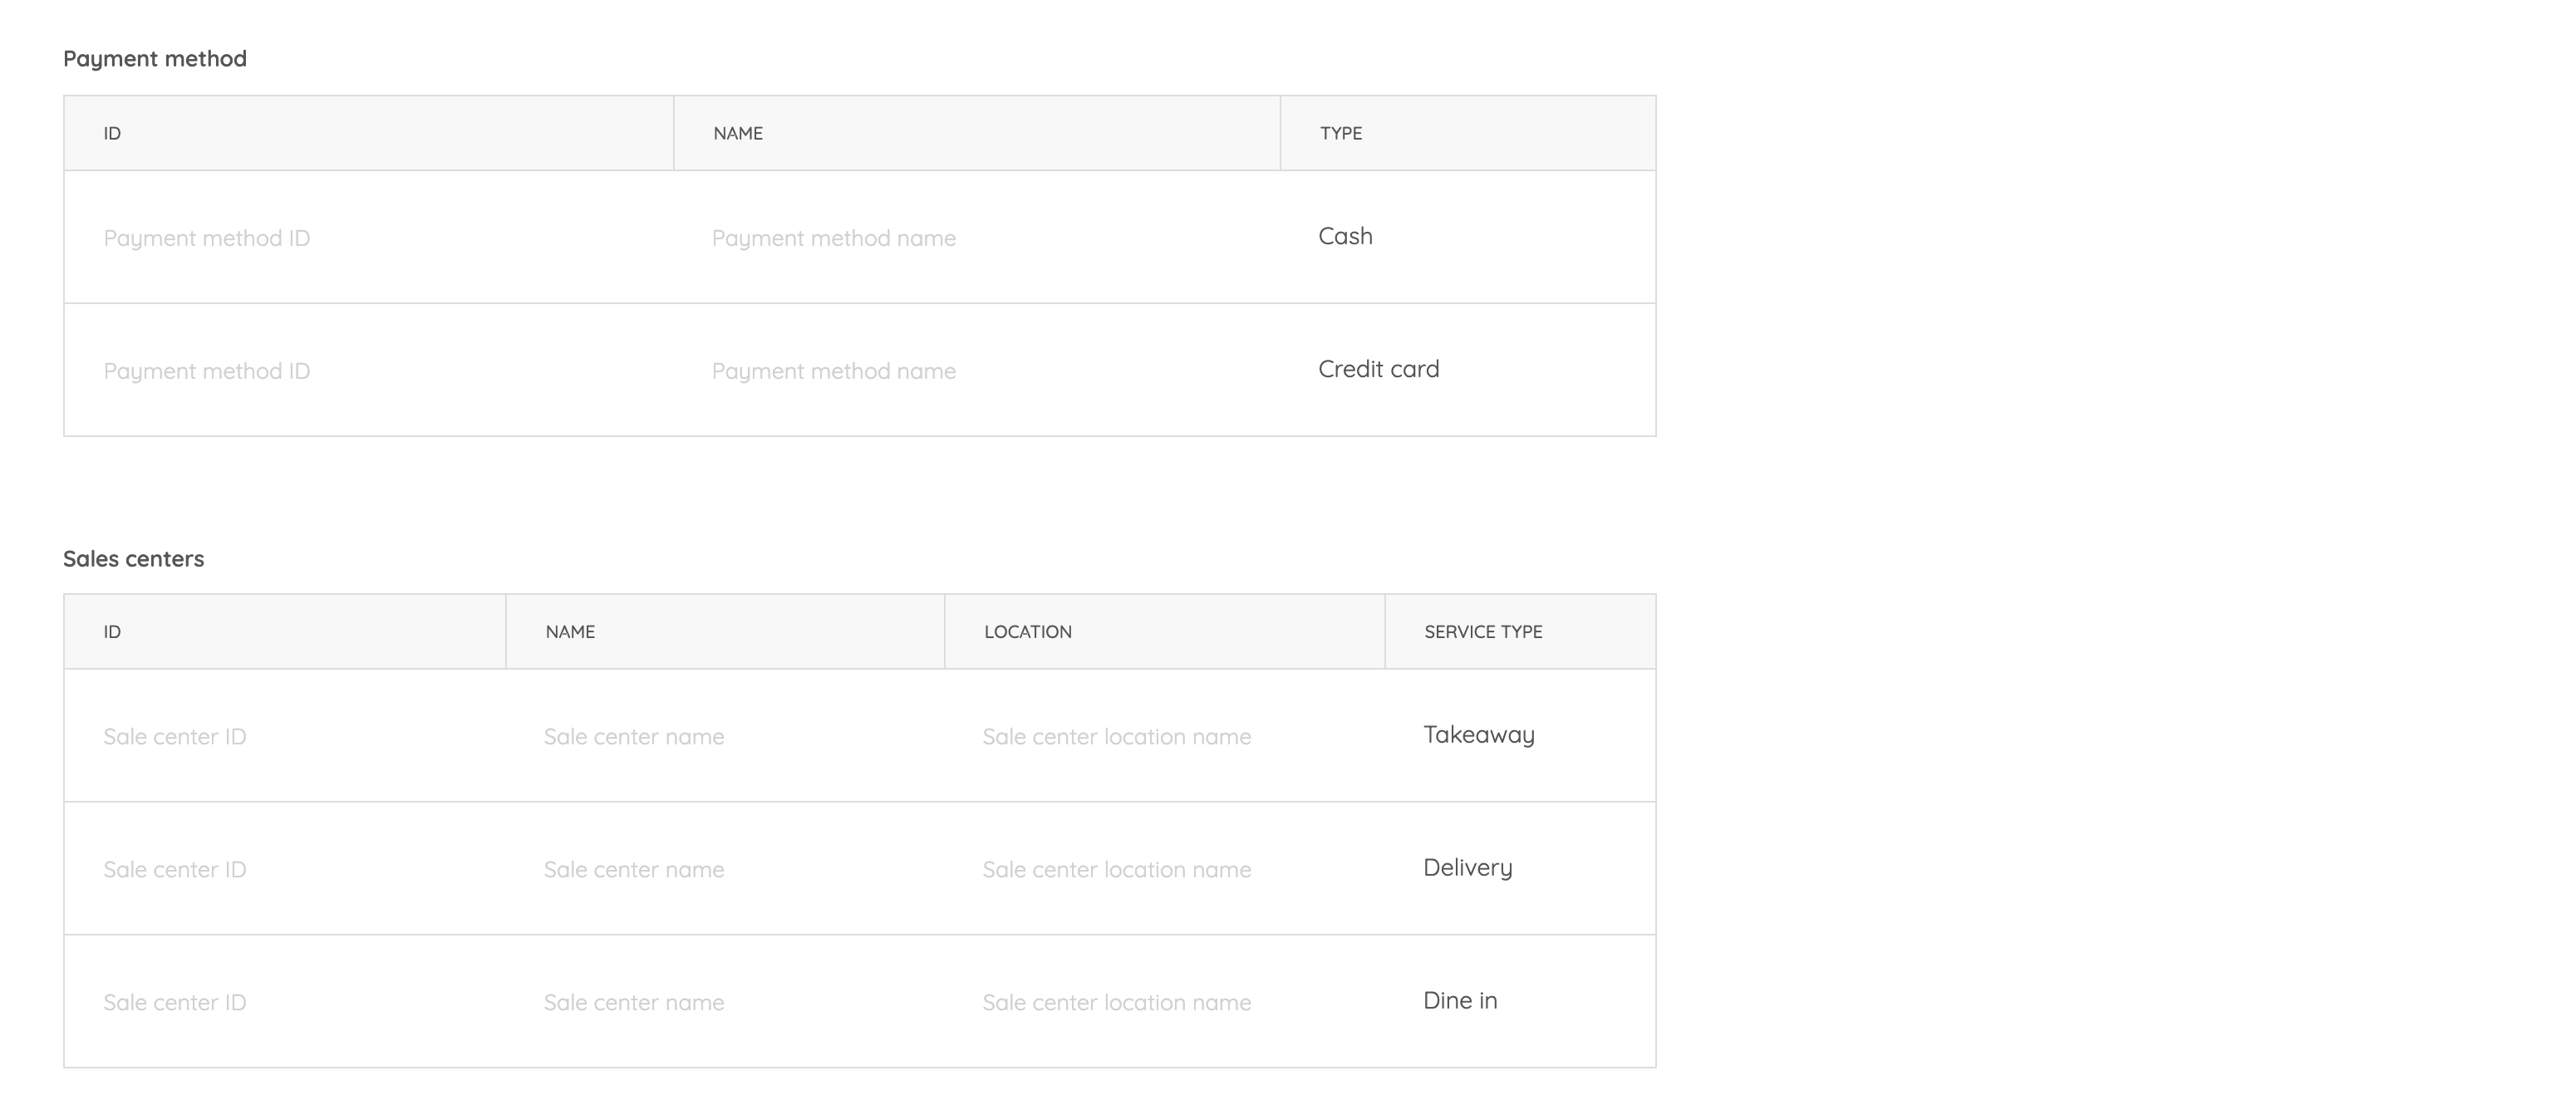 Payment method
ID NAME TYPE
Payment method ID Payment method name Cash
Payment method ID Payment method name Credit card
Sales centers
ID NAME LOCATION SERVICE TYPE
Sale center ID Sale center name Sale center location name Takeaway
Sale center ID Sale center name Sale center location name Delivery
Sale center ID Sale center name Sale center location name Dine in